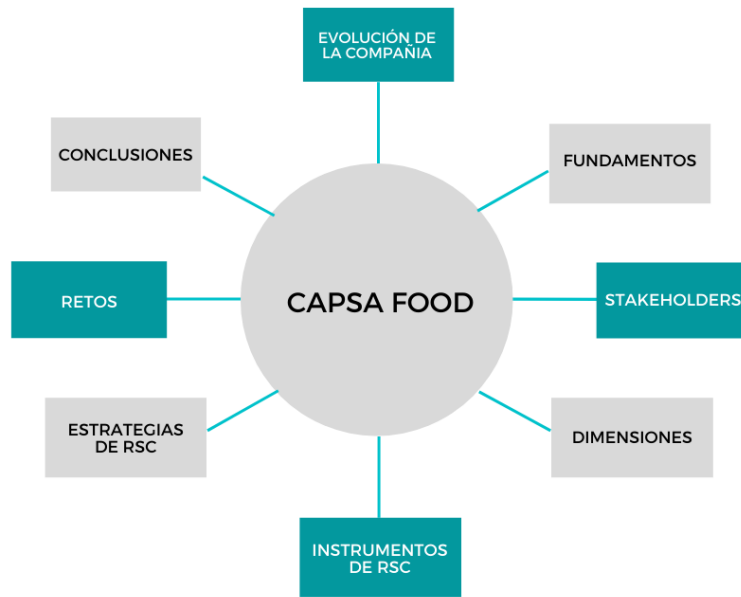 EVOLUCIÓN DE
LA COMPAÑIA
CONCLUSIONES
FUNDAMENTOS
RETOS
CAPSA FOOD
STAKEHOLDERS
ESTRATEGIAS
DE RSC
DIMENSIONES
INSTRUMENTOS
DE RSC